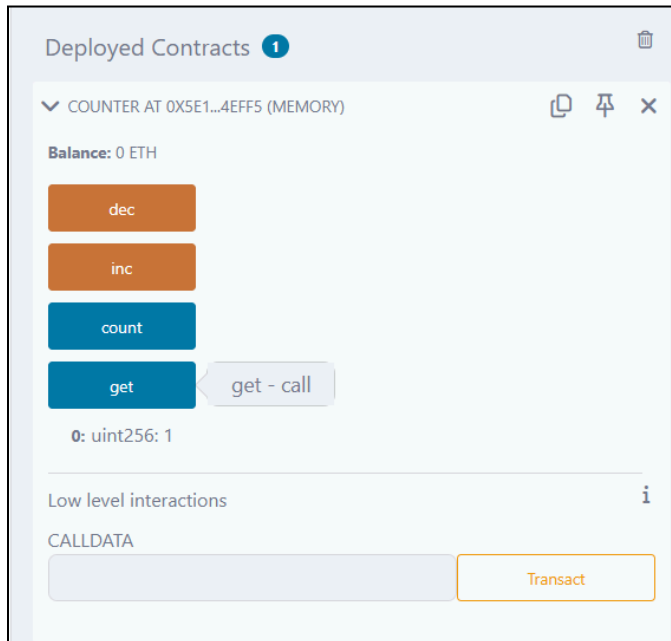 Deployed Contracts 1
COUNTER AT 0X5E1...4EFF5 (MEMORY)
Balance: 0 ETH
dec
inc
count
get
get - call
0: uint256: 1
Low level interactions
i
CALLDATA
Transact